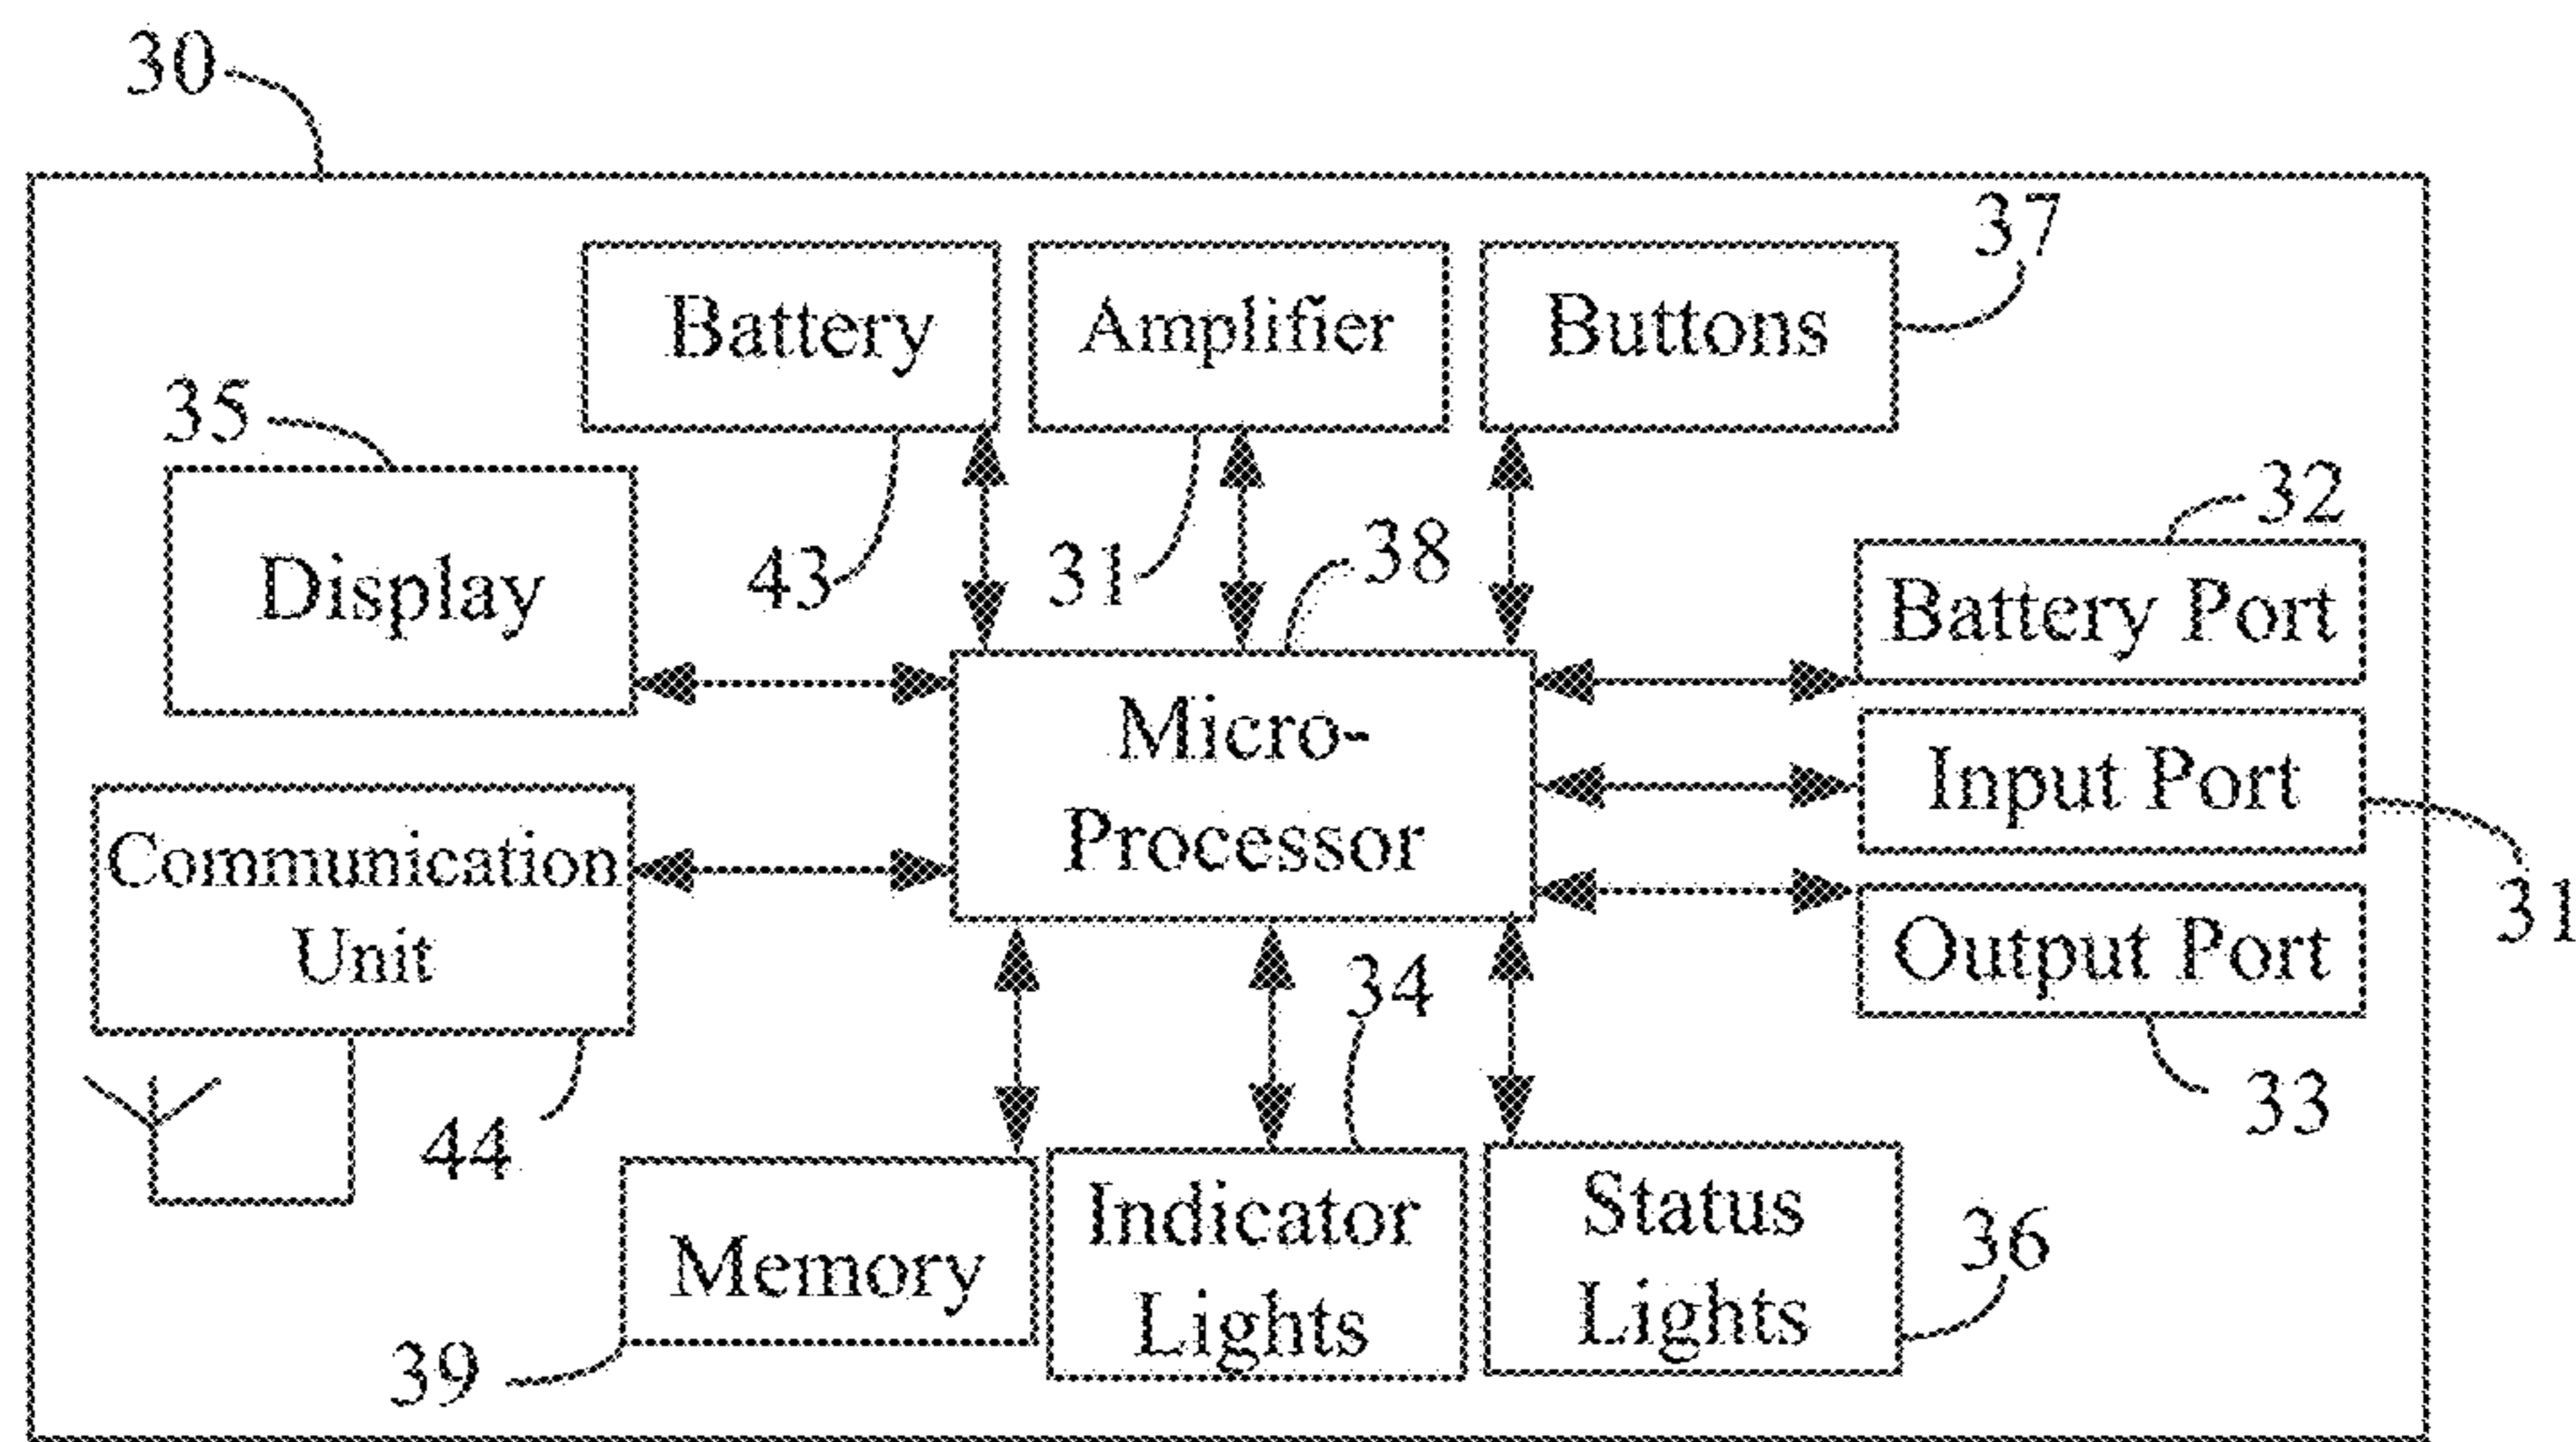 30
37
Battery
Amplifier
Buttons
35
32
43
31
38
Display
Battery Port
Micro-
Processor
Input Port
Communication
Unit
31
Output Port
34
44
33
Memory
Indicator
Lights
Status
Lights
36
39